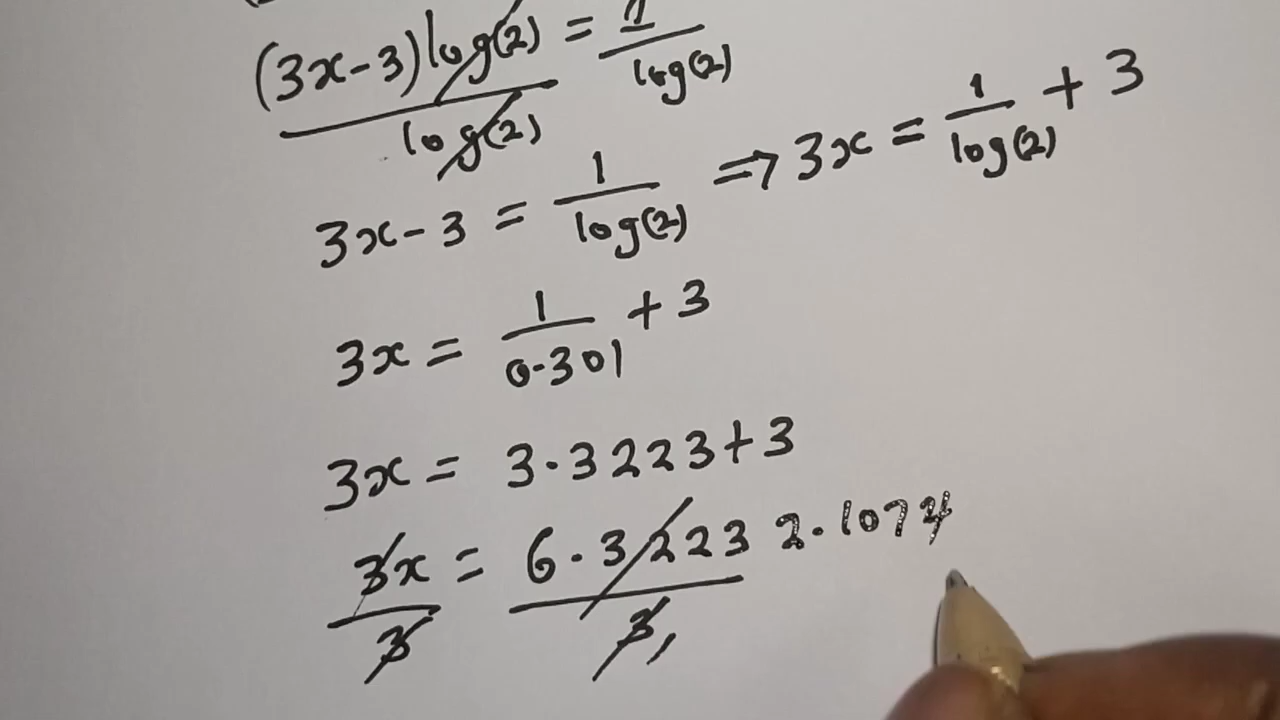 (3x-3)log(2) / log(2) = 1 / log(2)
3x-3 = 1 / log(2) ⇒ 3x = 1 / log(2) + 3
3x = 1 / 0.301 + 3
3x = 3.3223+3
3x / 3 = 6.3223 / 3, 2.1074